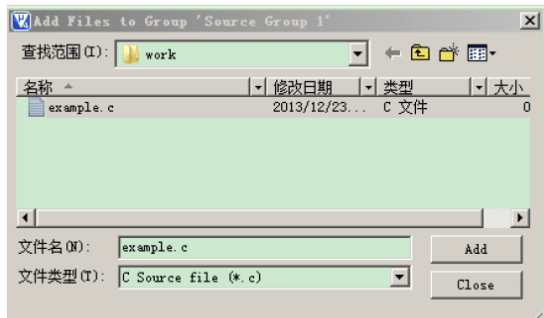 Add Files to Group 'Source Group 1'
查找范围(I): work
名称 修改日期 类型 大小
example.c 2013/12/23... C 文件 0
文件名(N): example.c Add
文件类型(T): C Source file (*.c) Close